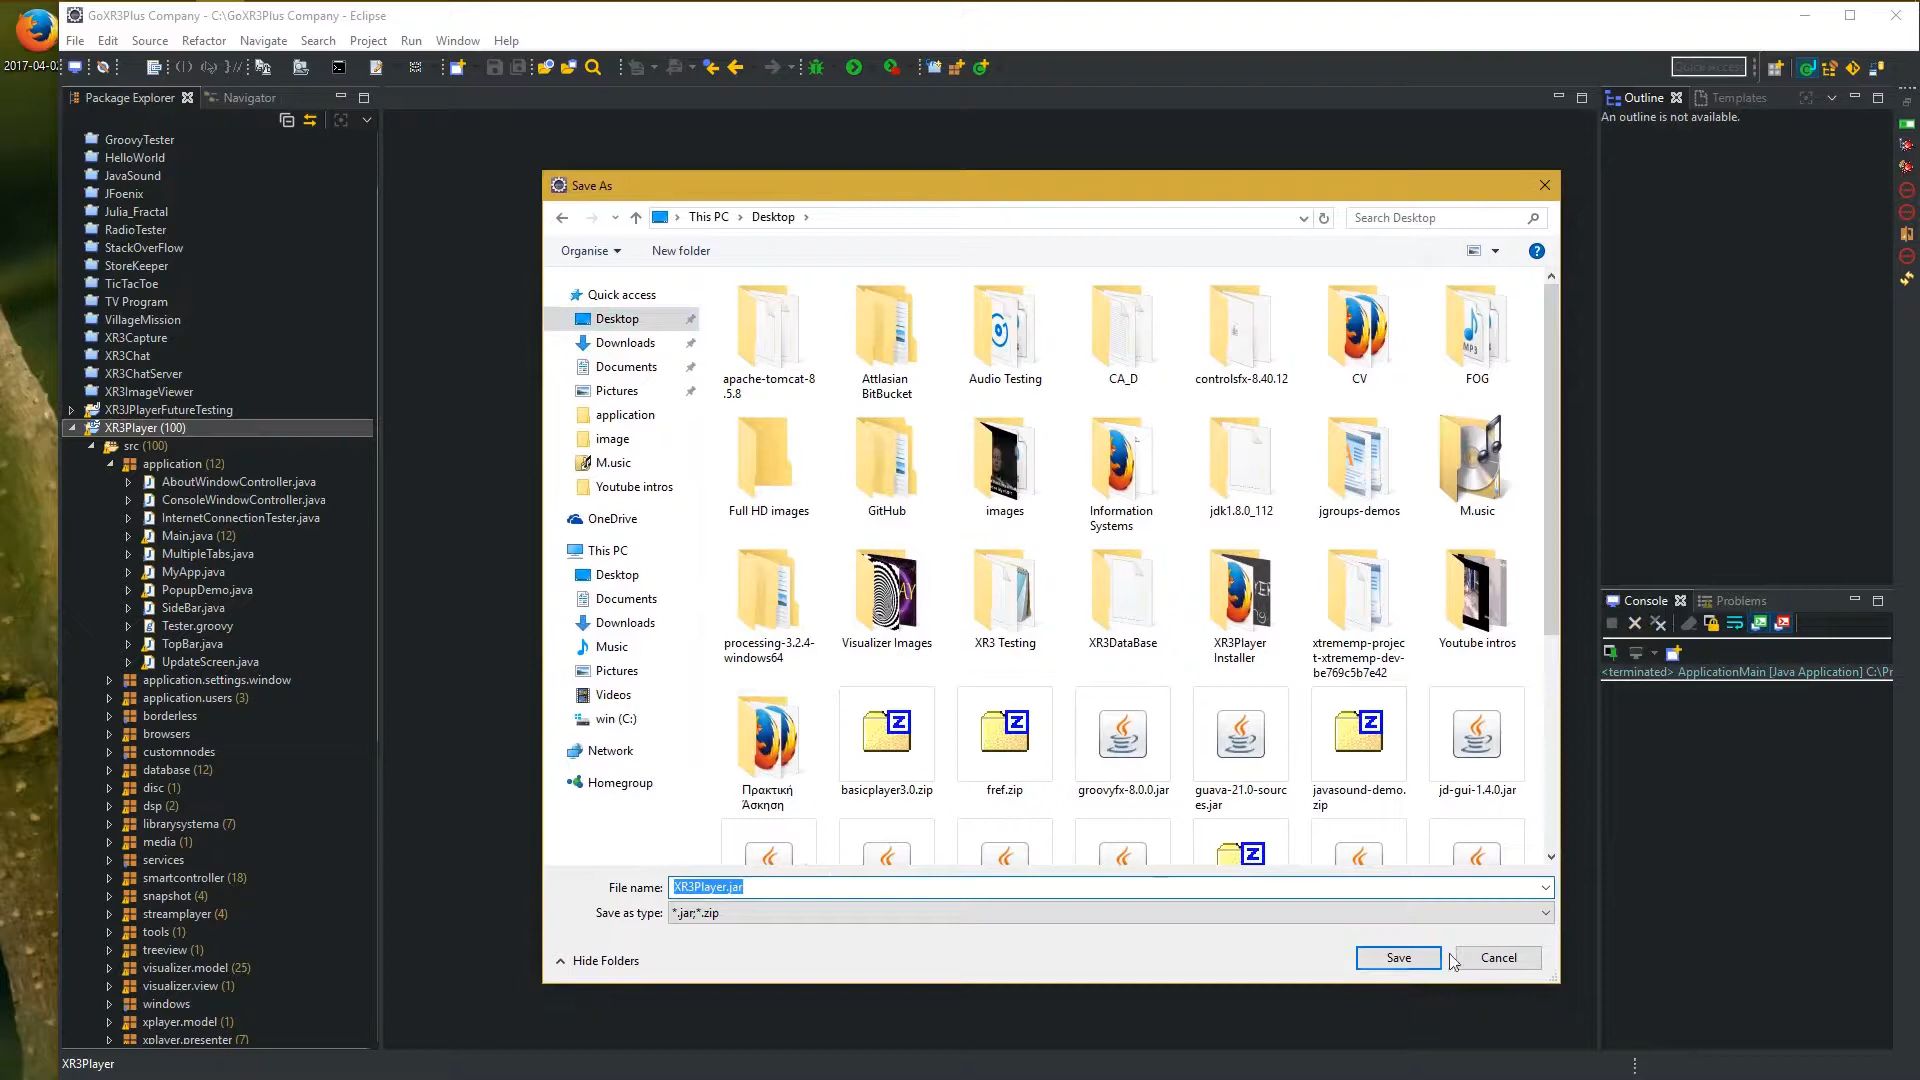 GoXR3Plus Company - C:\GoXR3Plus Company - Eclipse
File Edit Source Refactor Navigate Search Project Run Window Help
2017-04-02
Package Explorer Navigator
GroovyTester
HelloWorld
JavaSound
JFoenix
Julia_Fractal
RadioTester
StackOverFlow
StoreKeeper
TicTacToe
TV Program
VillageMission
XR3Capture
XR3Chat
XR3ChatServer
XR3ImageViewer
XR3JPlayerFutureTesting
XR3Player (100)
src (100)
application (12)
AboutWindowController.java
ConsoleWindowController.java
InternetConnectionTester.java
Main.java (12)
MultipleTabs.java
MyApp.java
PopupDemo.java
SideBar.java
Tester.groovy
TopBar.java
UpdateScreen.java
application.settings.window
application.users (3)
borderless
browsers
customnodes
database (12)
disc (1)
dsp (2)
librarysystema (7)
media (1)
services
smartcontroller (18)
snapshot (4)
streamplayer (4)
tools (1)
treeview (1)
visualizer.model (25)
visualizer.view (1)
windows
xplayer.model (1)
xplayer.presenter (7)
XR3Player
Save As
This PC Desktop
Search Desktop
Organise New folder
Quick access
Desktop
Downloads
Documents
Pictures
application
image
M.music
Youtube intros
OneDrive
This PC
Desktop
Documents
Downloads
Music
Pictures
Videos
win (C:)
Network
Homegroup
apache-tomcat-8
.5.8
Attlasian
BitBucket
Audio Testing
CA_D
controlsfx-8.40.12
CV
FOG
Full HD images
GitHub
images
Information
Systems
jdk1.8.0_112
jgroups-demos
M.usic
processing-3.2.4-
windows64
Visualizer Images
XR3 Testing
XR3DataBase
XR3Player
Installer
xtrememp-projec
t-xtrememp-dev-
be769c5b7e42
Youtube intros
Πρακτική
Άσκηση
basicplayer3.0.zip
fref.zip
groovyfx-8.0.0.jar
guava-21.0-sourc
es.jar
javasound-demo.
zip
jd-gui-1.4.0.jar
File name: XR3Player.jar
Save as type: *.jar;*.zip
Hide Folders
Save Cancel
Quick Access
Outline Templates
An outline is not available.
Console Problems
<terminated> ApplicationMain [Java Application] C:\Pr